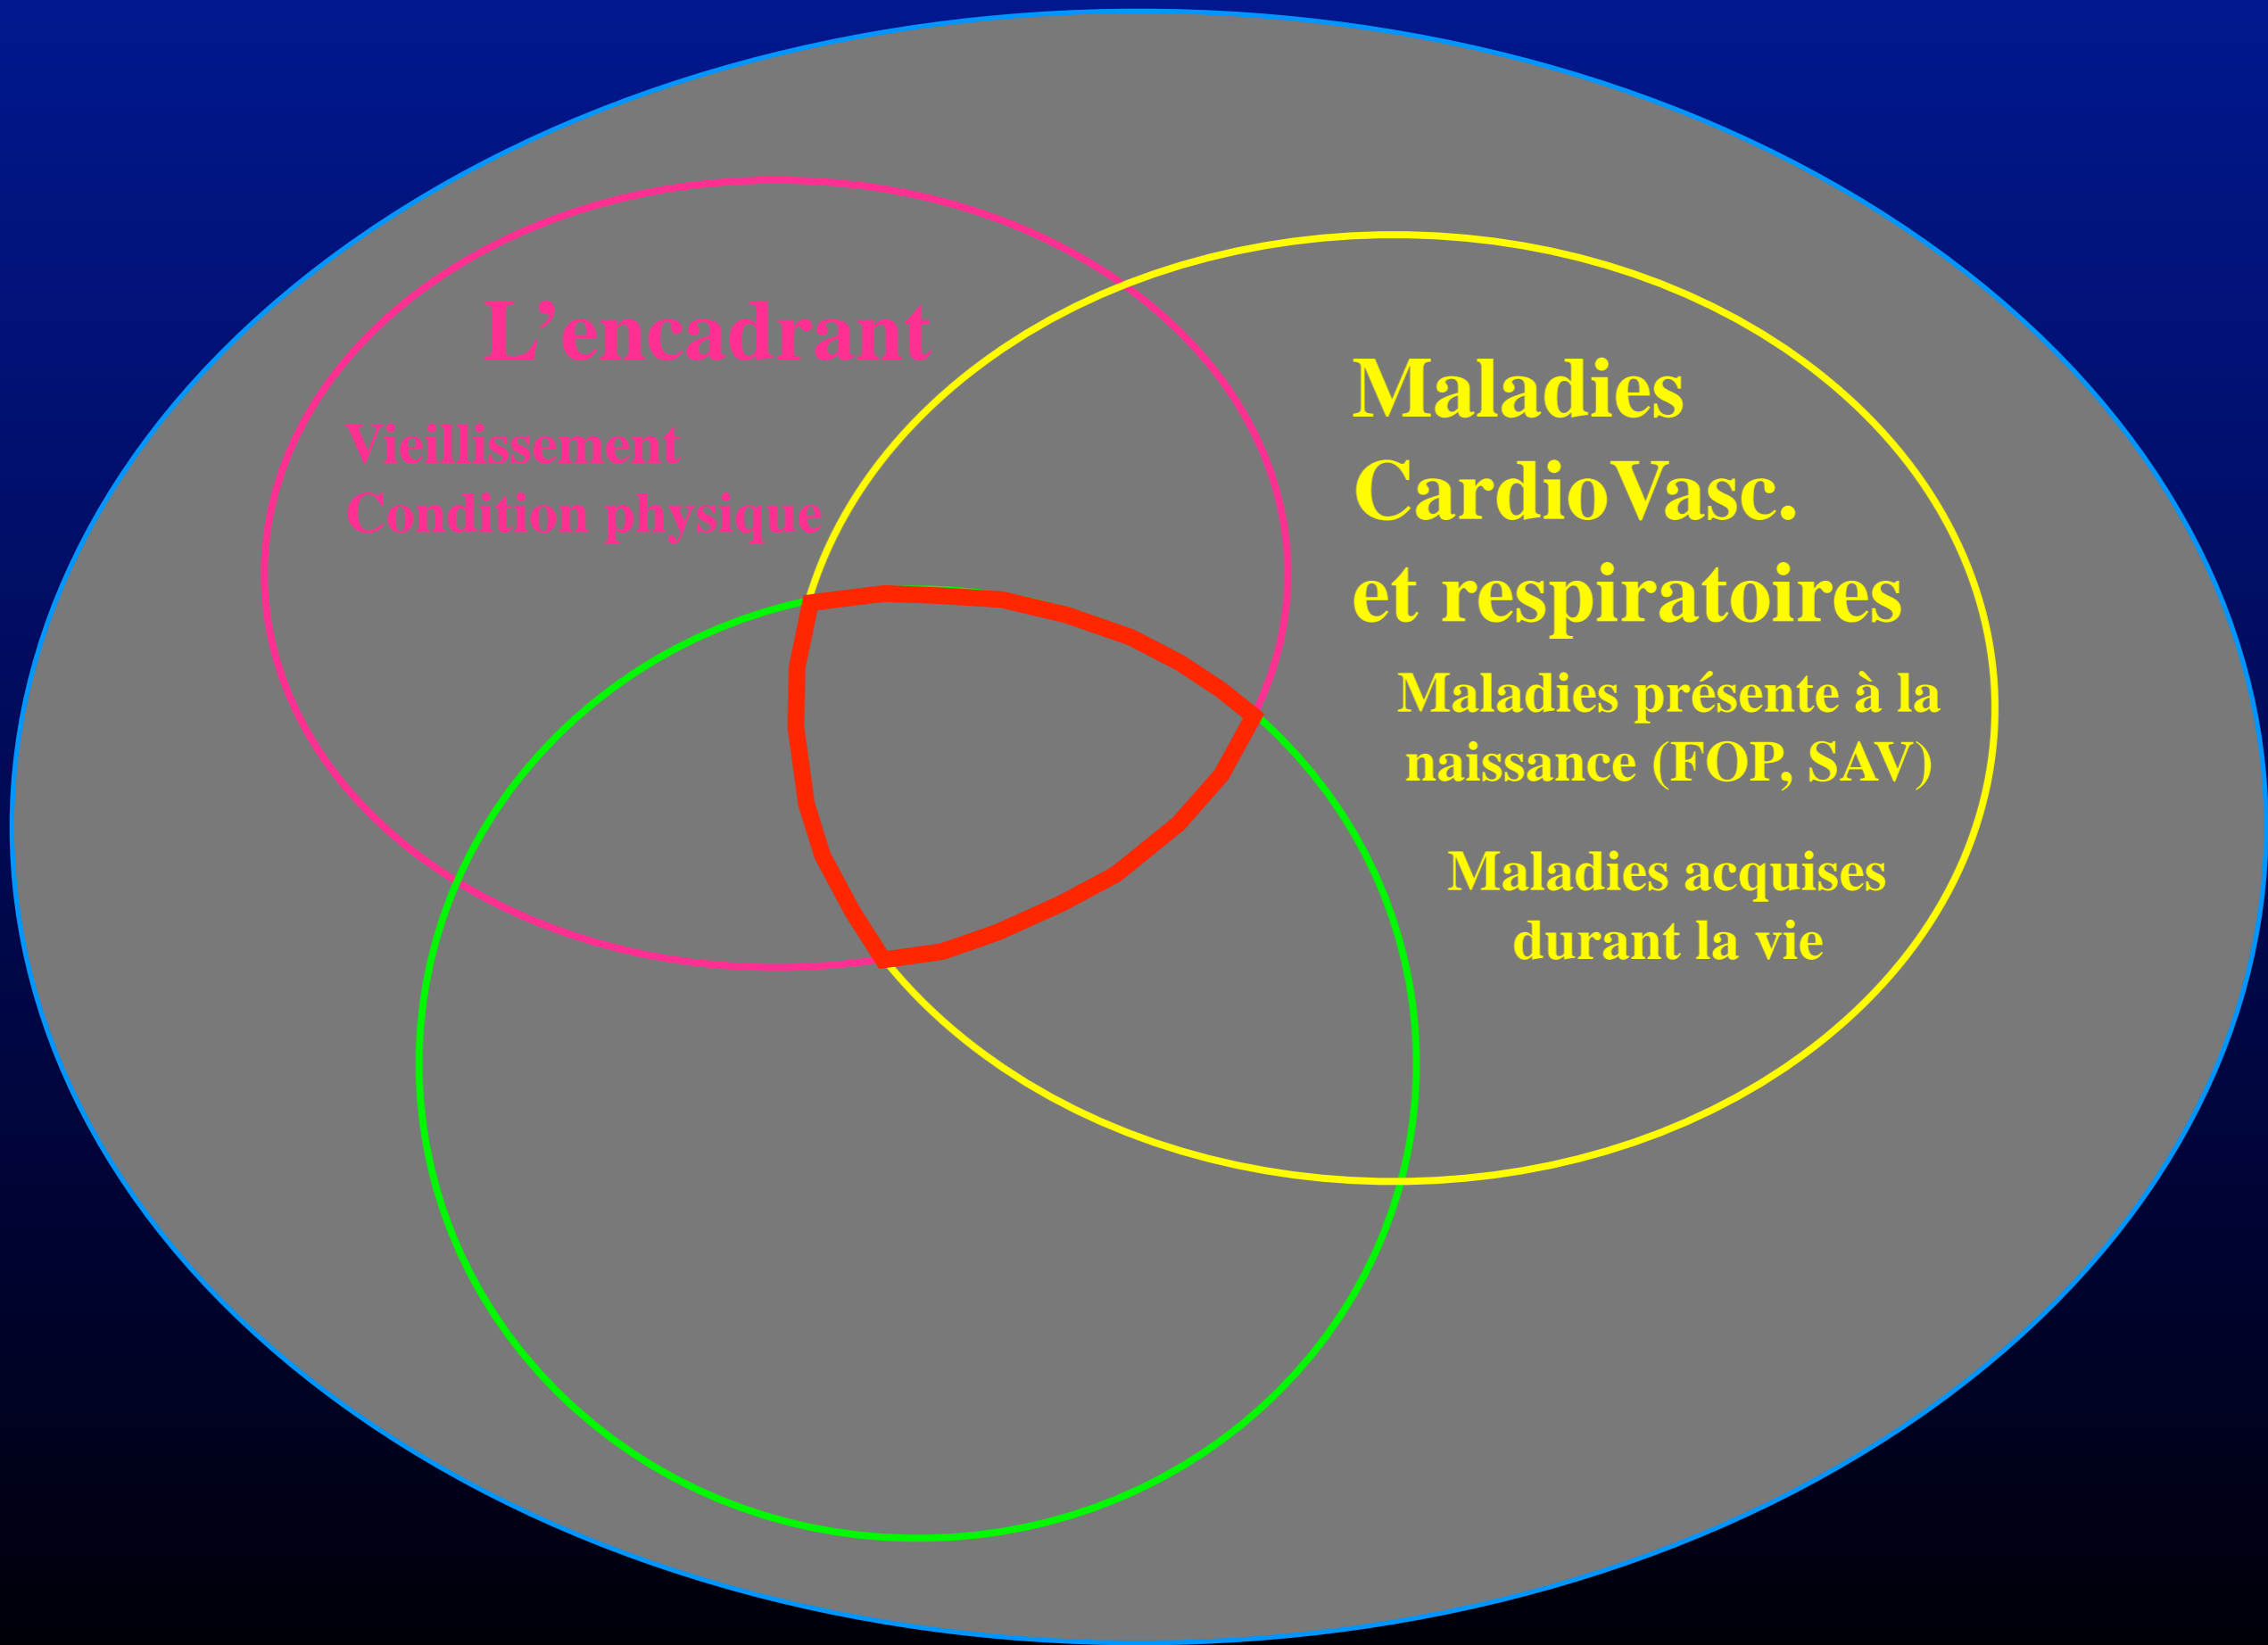 L’encadrant
Vieillissement
Condition physique
Maladies
CardioVasc.
et respiratoires
Maladies présente à la
naissance (FOP, SAV)
Maladies acquises
durant la vie